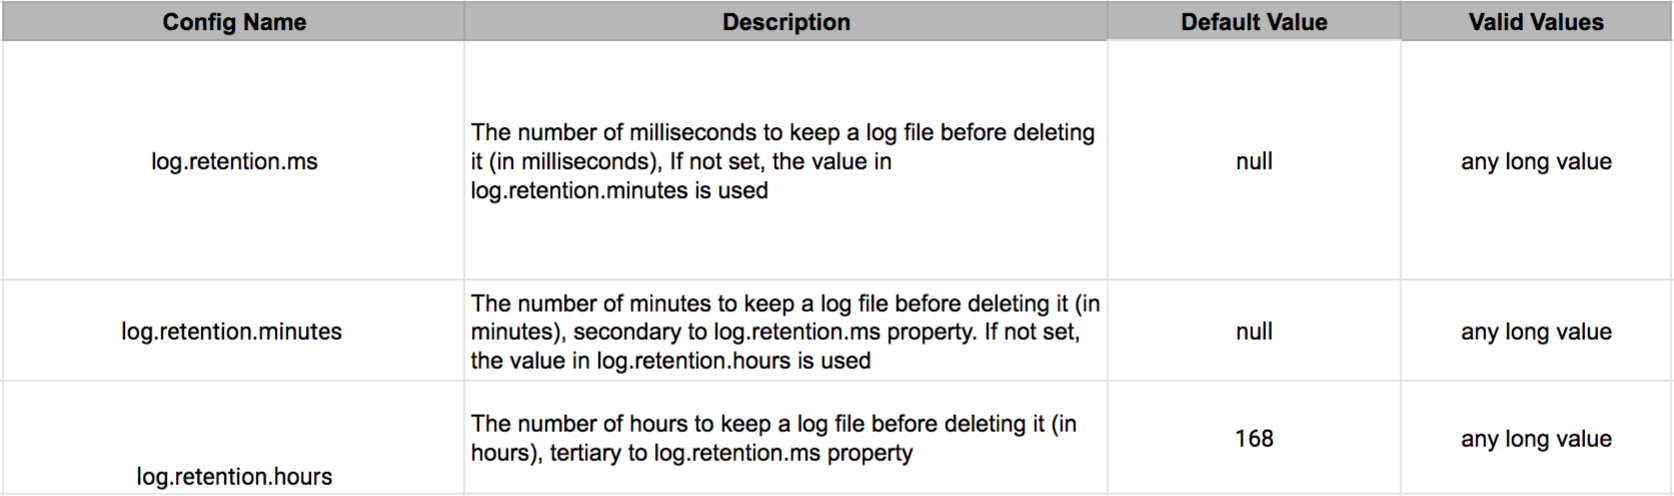 Config Name Description Default Value Valid Values
The number of milliseconds to keep a log file before deleting
log.retention.ms it (in milliseconds), If not set, the value in null any long value
log.retention.minutes is used
The number of minutes to keep a log file before deleting it (in
log.retention.minutes minutes), secondary to log.retention.ms property. If not set, null any long value
the value in log.retention.hours is used
The number of hours to keep a log file before deleting it (in
hours), tertiary to log.retention.ms property 168 any long value
log.retention.hours